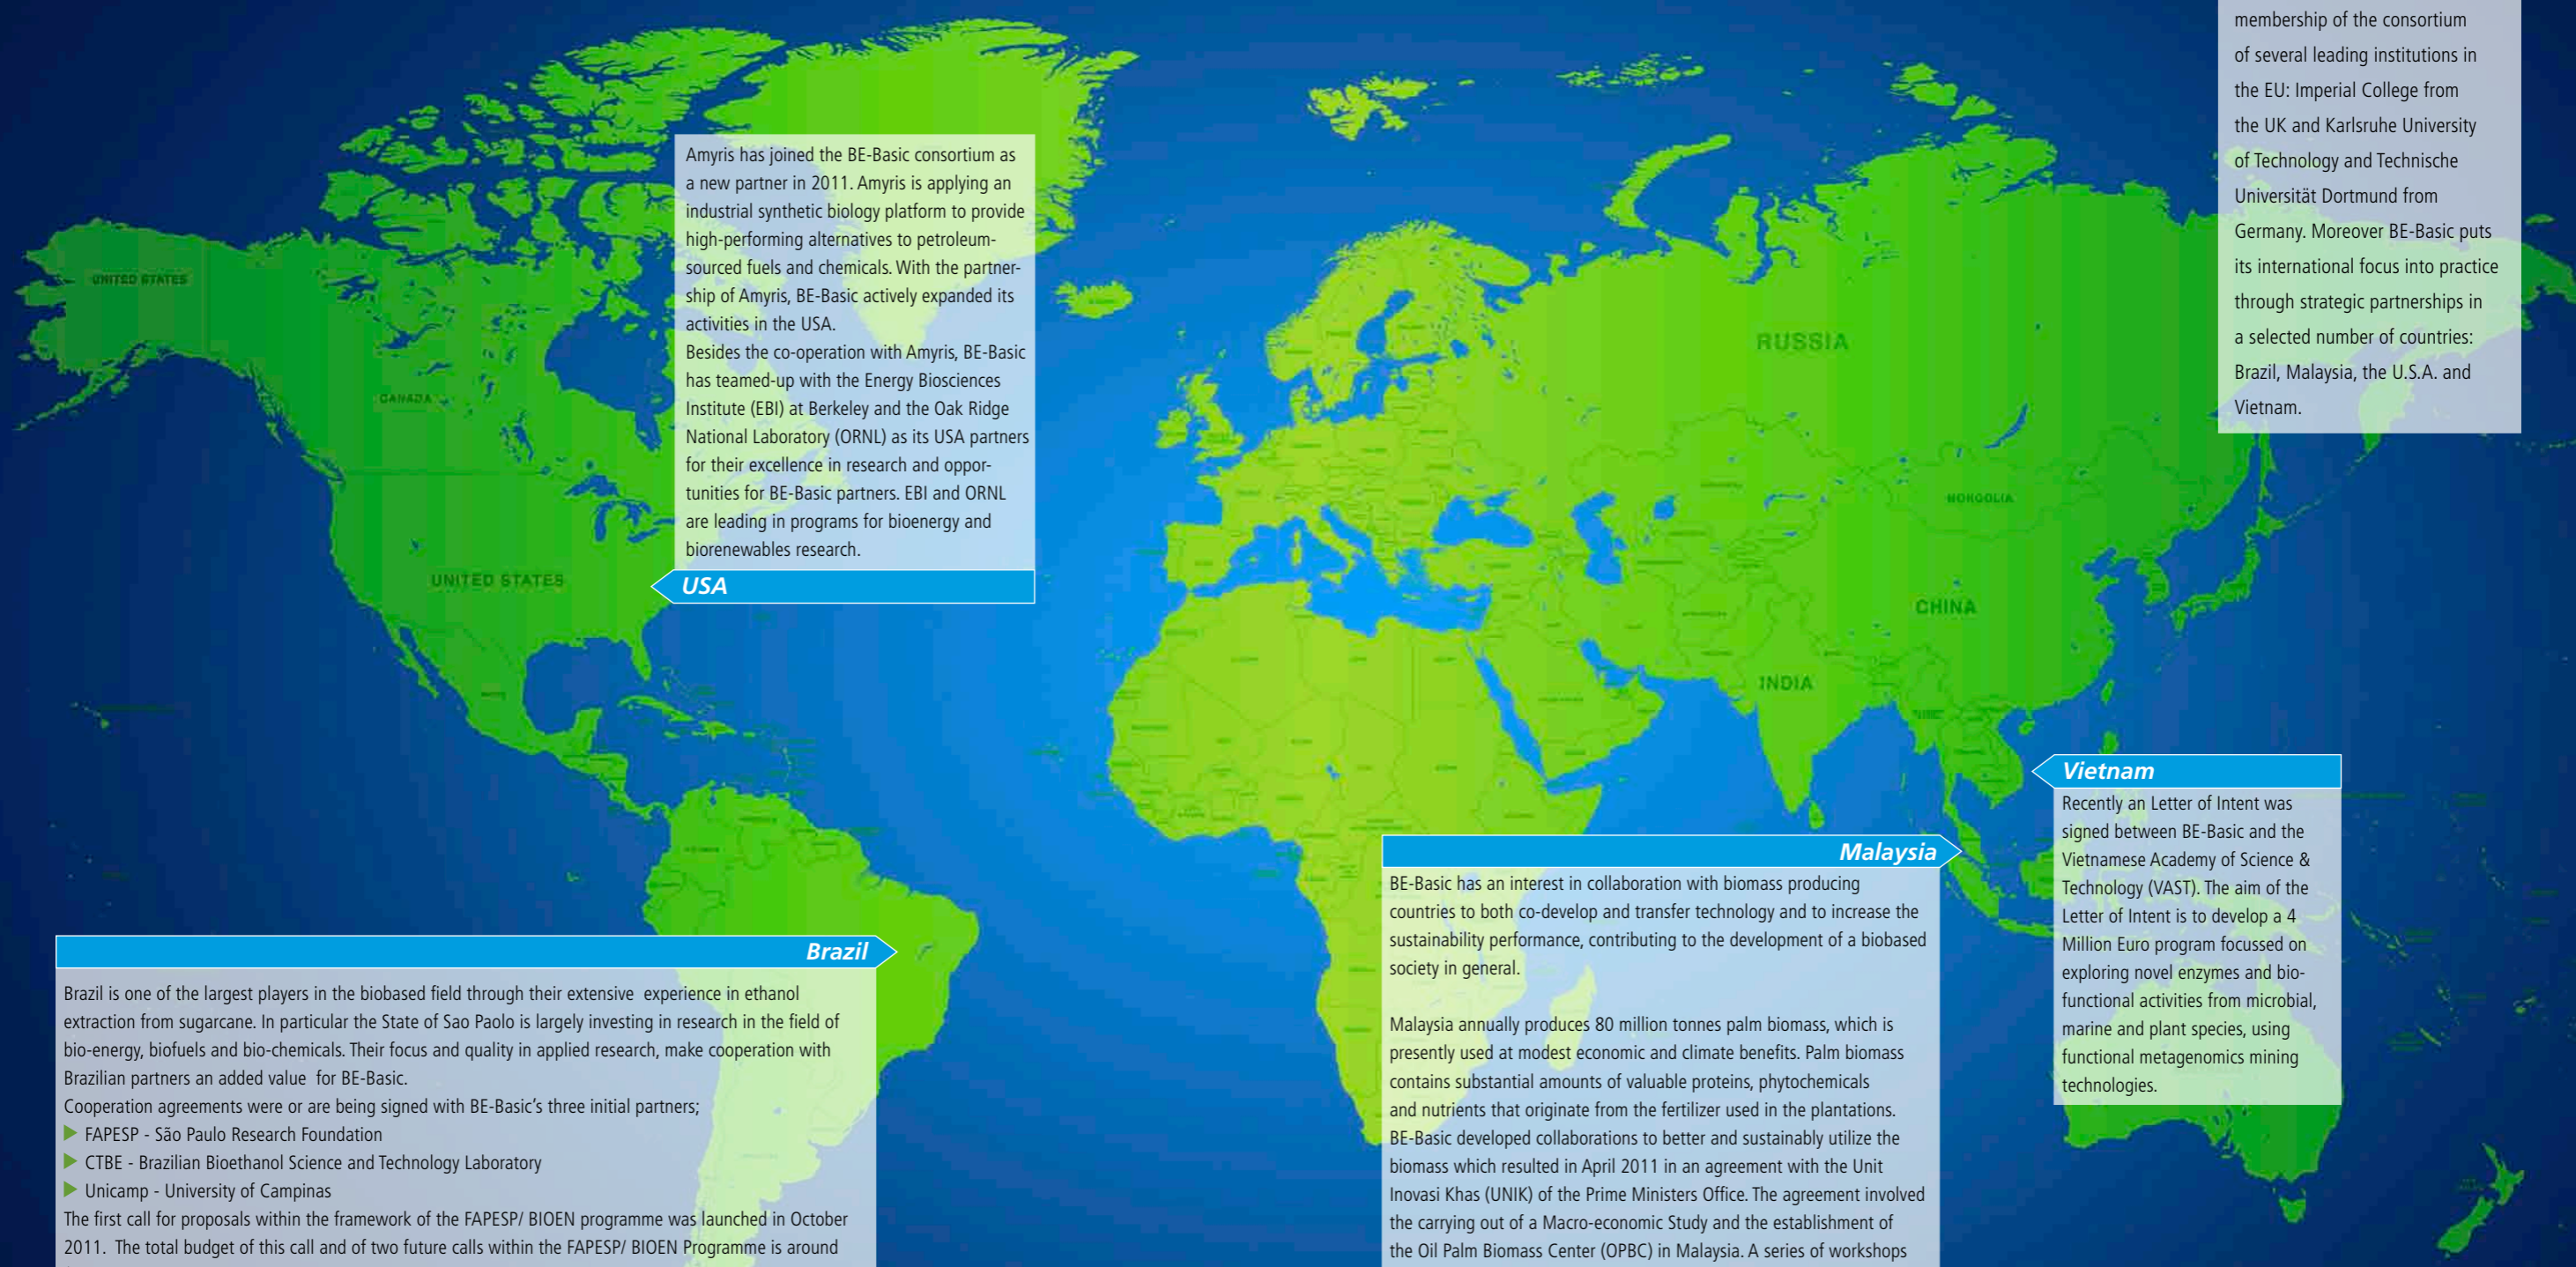 membership of the consortium
of several leading institutions in
the EU: Imperial College from
the UK and Karlsruhe University
of Technology and Technische
Universität Dortmund from
Germany. Moreover BE-Basic puts
its international focus into practice
through strategic partnerships in
a selected number of countries:
Brazil, Malaysia, the U.S.A. and
Vietnam.
Amyris has joined the BE-Basic consortium as
a new partner in 2011. Amyris is applying an
industrial synthetic biology platform to provide
high-performing alternatives to petroleum-
sourced fuels and chemicals. With the partner-
ship of Amyris, BE-Basic actively expanded its
activities in the USA.
Besides the co-operation with Amyris, BE-Basic
has teamed-up with the Energy Biosciences
Institute (EBI) at Berkeley and the Oak Ridge
National Laboratory (ORNL) as its USA partners
for their excellence in research and oppor-
tunities for BE-Basic partners. EBI and ORNL
are leading in programs for bioenergy and
biorenewables research.
USA
UNITED STATES
CANADA
UNITED STATES
RUSSIA
MONGOLIA
CHINA
INDIA
Vietnam
Recently an Letter of Intent was
signed between BE-Basic and the
Vietnamese Academy of Science &
Technology (VAST). The aim of the
Letter of Intent is to develop a 4
Million Euro program focussed on
exploring novel enzymes and bio-
functional activities from microbial,
marine and plant species, using
functional metagenomics mining
technologies.
Malaysia
BE-Basic has an interest in collaboration with biomass producing
countries to both co-develop and transfer technology and to increase the
sustainability performance, contributing to the development of a biobased
society in general.
Malaysia annually produces 80 million tonnes palm biomass, which is
presently used at modest economic and climate benefits. Palm biomass
contains substantial amounts of valuable proteins, phytochemicals
and nutrients that originate from the fertilizer used in the plantations.
BE-Basic developed collaborations to better and sustainably utilize the
biomass which resulted in April 2011 in an agreement with the Unit
Inovasi Khas (UNIK) of the Prime Ministers Office. The agreement involved
the carrying out of a Macro-economic Study and the establishment of
the Oil Palm Biomass Center (OPBC) in Malaysia. A series of workshops
Brazil
Brazil is one of the largest players in the biobased field through their extensive experience in ethanol
extraction from sugarcane. In particular the State of Sao Paolo is largely investing in research in the field of
bio-energy, biofuels and bio-chemicals. Their focus and quality in applied research, make cooperation with
Brazilian partners an added value for BE-Basic.
Cooperation agreements were or are being signed with BE-Basic's three initial partners;
FAPESP - São Paulo Research Foundation
CTBE - Brazilian Bioethanol Science and Technology Laboratory
Unicamp - University of Campinas
The first call for proposals within the framework of the FAPESP/ BIOEN programme was launched in October
2011. The total budget of this call and of two future calls within the FAPESP/ BIOEN Programme is around